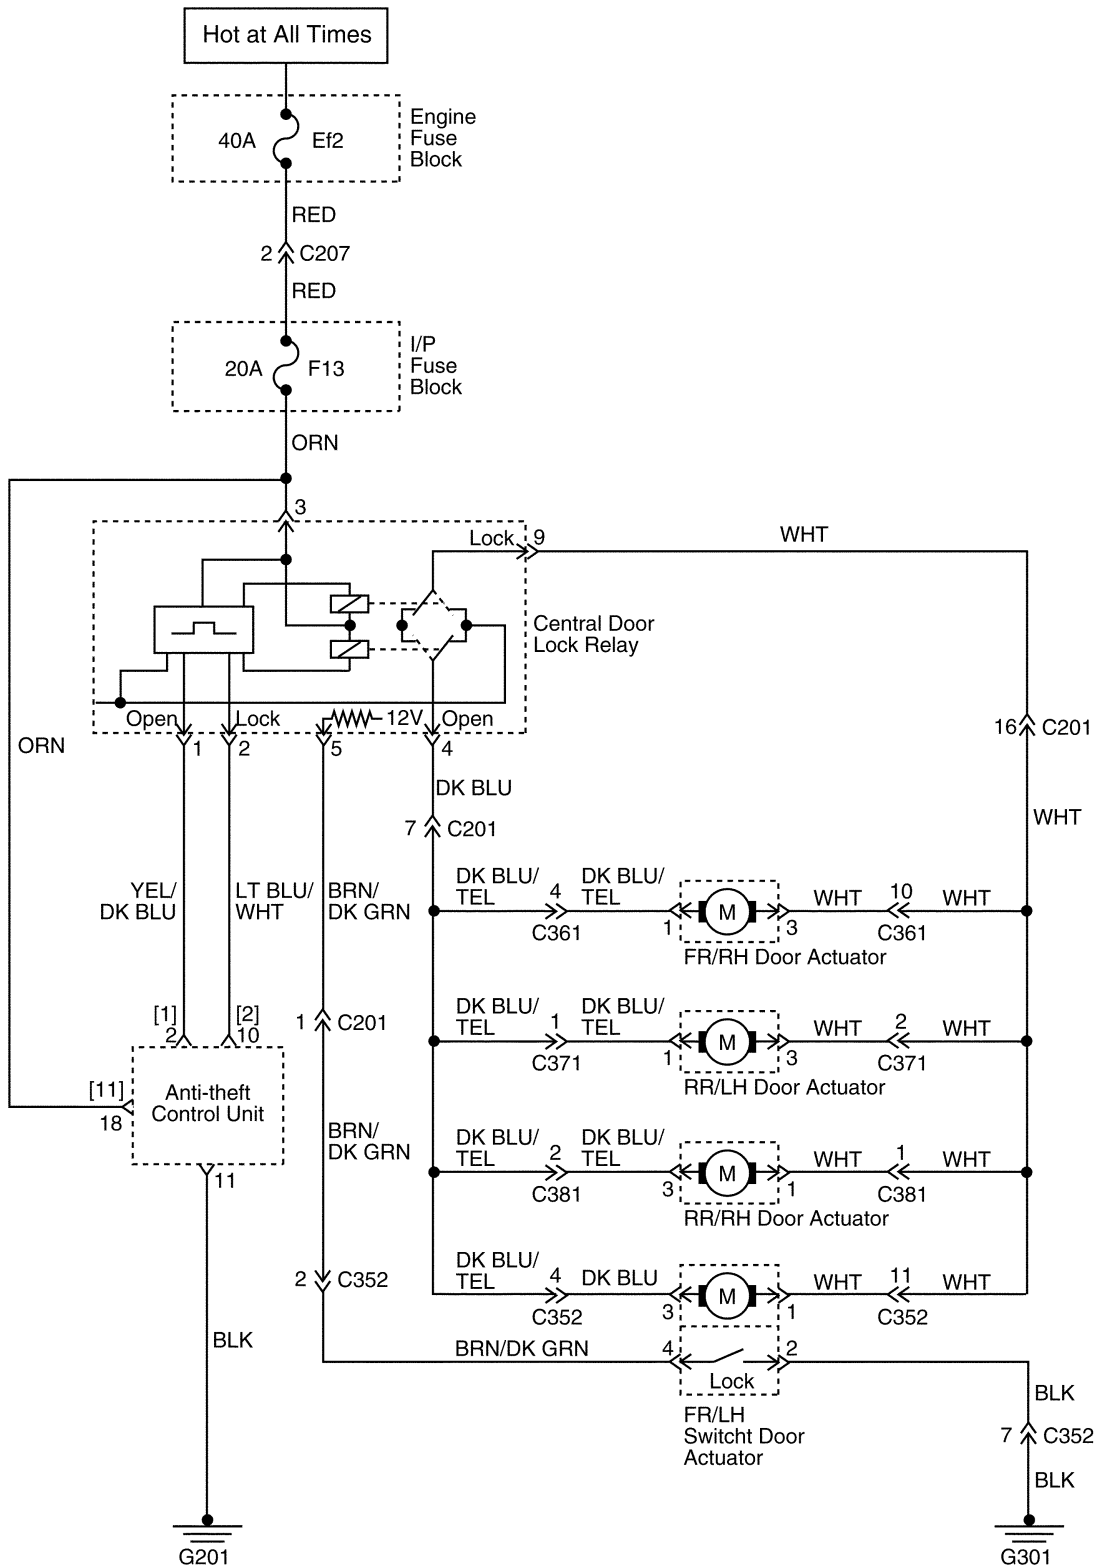 Hot at All Times
40A
Ef2
Engine
Fuse
Block
RED
2
C207
RED
20A
F13
I/P
Fuse
Block
ORN
3
Lock
9
WHT
Central Door
Lock Relay
Open
Lock
12V
Open
1
2
5
4
ORN
16
C201
DK BLU
7
C201
WHT
YEL/
DK BLU
LT BLU/
WHT
BRN/
DK GRN
DK BLU/
TEL
4
C361
DK BLU/
TEL
1
M
3
WHT
10
C361
WHT
FR/RH Door Actuator
[1]
2
[2]
10
1
C201
DK BLU/
TEL
1
C371
DK BLU/
TEL
1
M
3
WHT
2
C371
WHT
RR/LH Door Actuator
[11]
18
Anti-theft
Control Unit
11
BRN/
DK GRN
DK BLU/
TEL
2
C381
DK BLU/
TEL
3
M
1
WHT
1
C381
WHT
RR/RH Door Actuator
2
C352
DK BLU/
TEL
4
C352
DK BLU
3
M
1
WHT
11
C352
WHT
BLK
BRN/DK GRN
4
2
Lock
FR/LH
Switcht Door
Actuator
BLK
7
C352
BLK
G201
G301